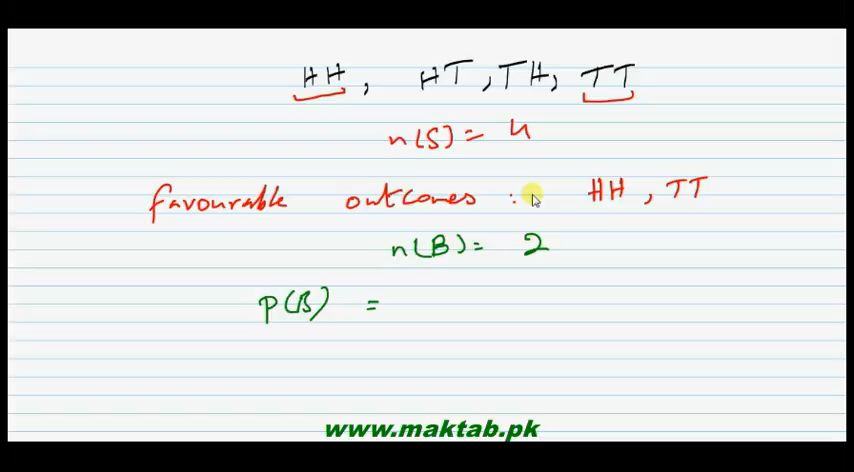 HH, HT, TH, TT
n(S) = 4
favourable outcomes : HH, TT
n(B) = 2
P(B) =
www.maktab.pk